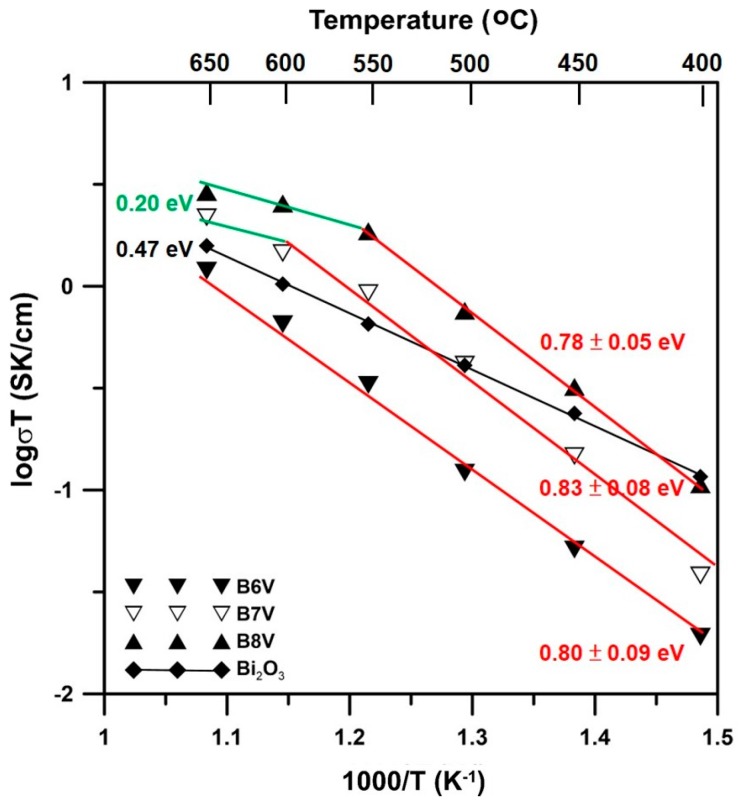 Temperature (oC)
650 600 550 500 450 400
1
0
-1
-2
logσT (SK/cm)
0.20 eV
0.47 eV
0.78 ± 0.05 eV
0.83 ± 0.08 eV
0.80 ± 0.09 eV
B6V
B7V
B8V
Bi₂O₃
1 1.1 1.2 1.3 1.4 1.5
1000/T (K⁻¹)